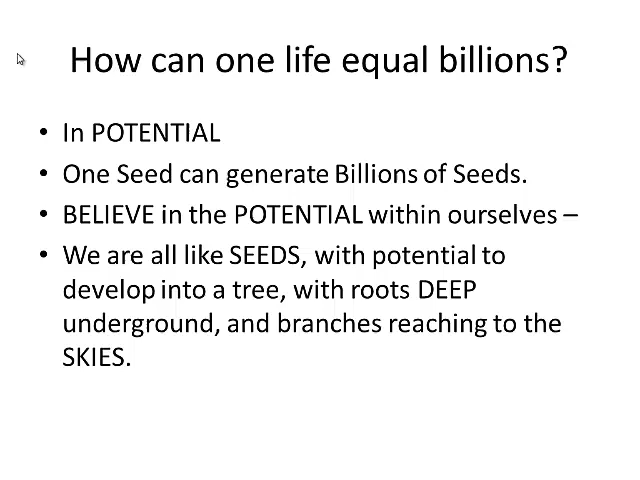 How can one life equal billions?
• In POTENTIAL
• One Seed can generate Billions of Seeds.
• BELIEVE in the POTENTIAL within ourselves –
• We are all like SEEDS, with potential to
develop into a tree, with roots DEEP
underground, and branches reaching to the
SKIES.